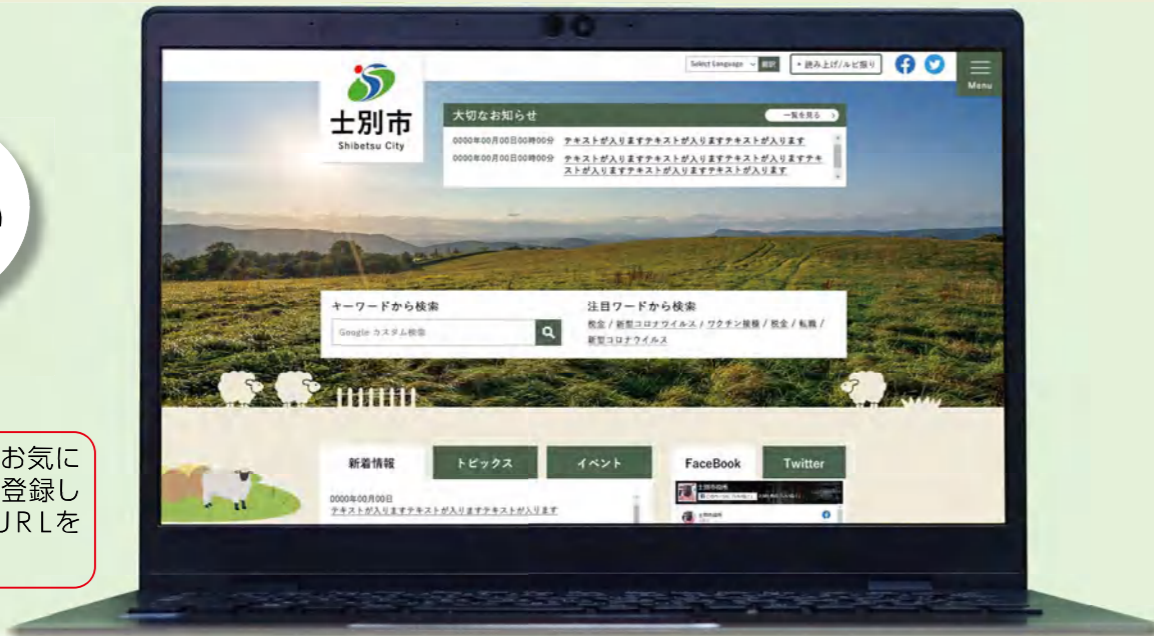 Select Language
翻訳
・読み上げ/ルビ振り
Menu
士別市
Shibetsu City
大切なお知らせ
一覧を見る
0000年00月00日00時00分 テキストが入りますテキストが入りますテキストが入ります
0000年00月00日00時00分 テキストが入りますテキストが入りますテキストが入りますテキ
ストが入りますテキストが入りますテキストが入ります
キーワードから検索
Google カスタム検索
注目ワードから検索
税金 / 新型コロナウイルス / ワクチン接種 / 税金 / 転職 /
新型コロナウイルス
お気に
登録し
URLを
新着情報
トピックス
イベント
FaceBook
Twitter
0000年00月00日
テキストが入りますテキストが入りますテキストが入ります
士別市役所